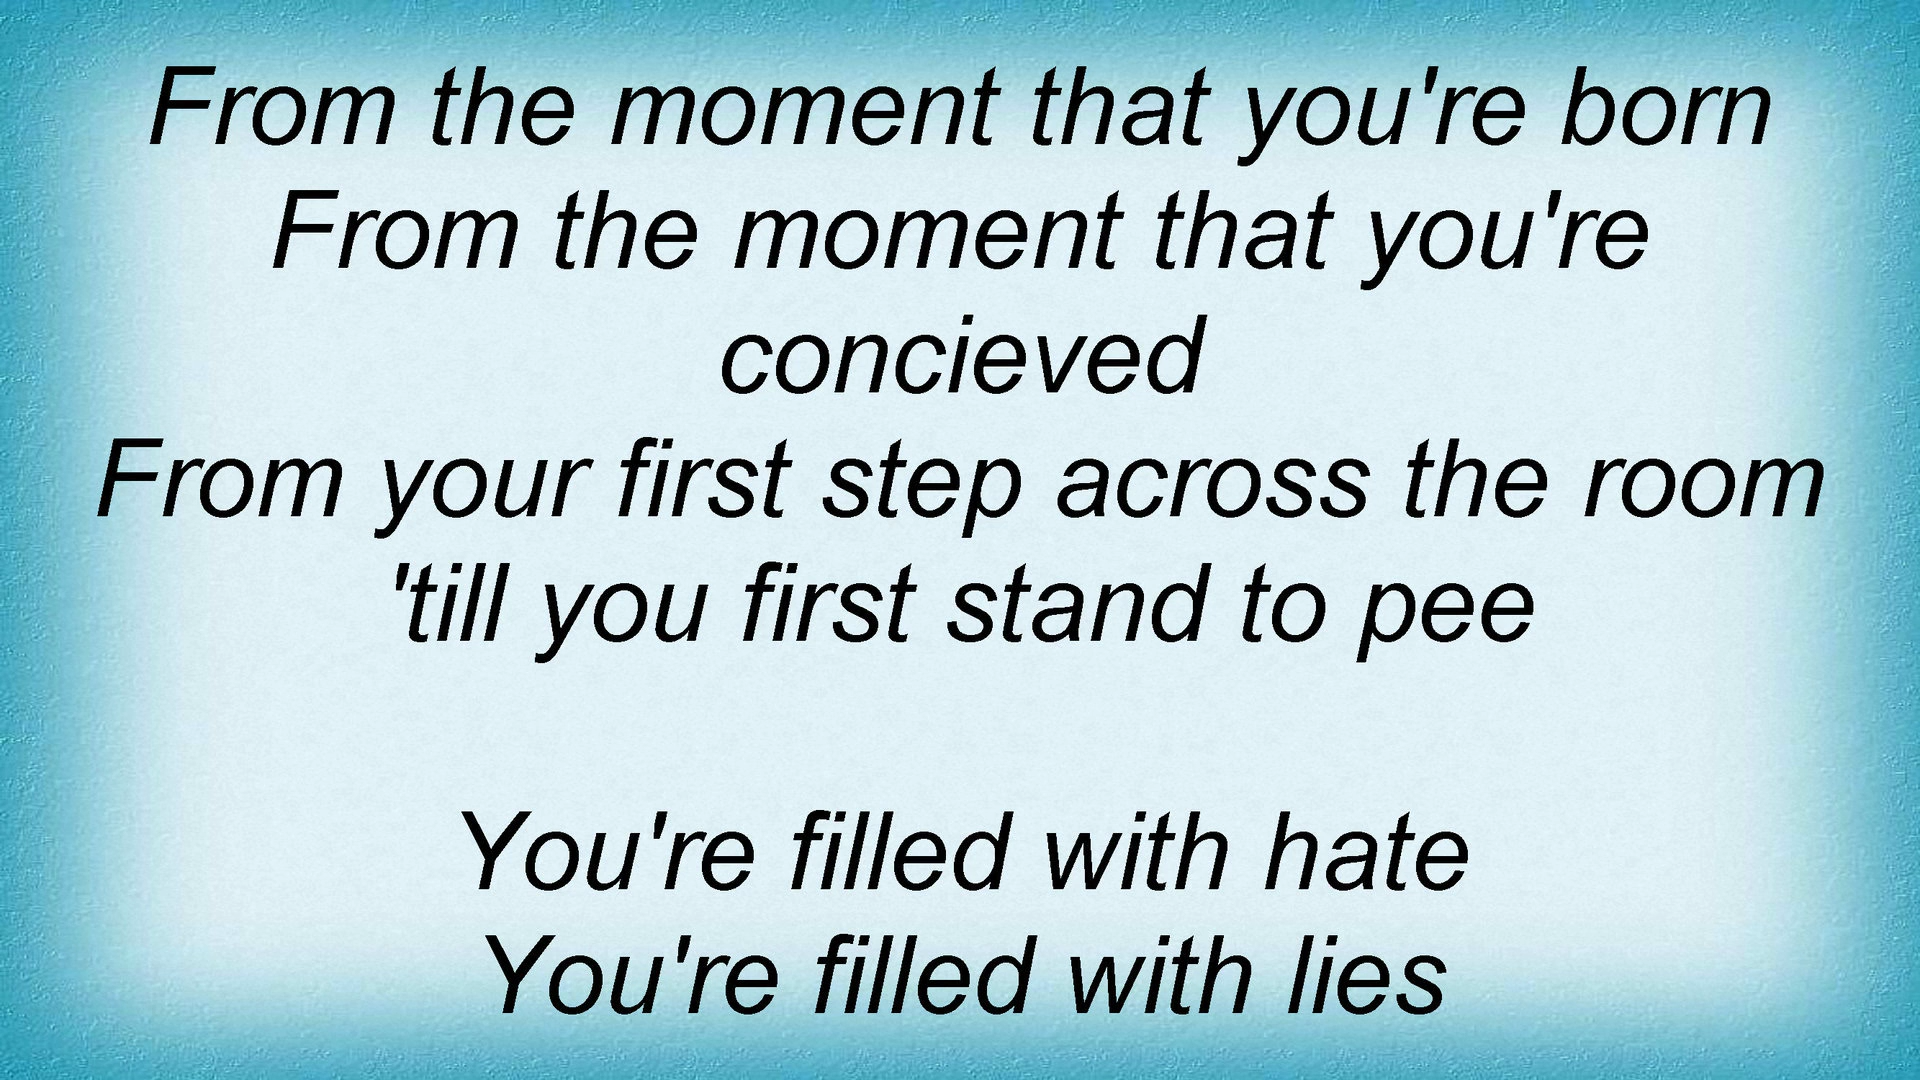 From the moment that you're born
From the moment that you're
concieved
From your first step across the room
'till you first stand to pee
You're filled with hate
You're filled with lies